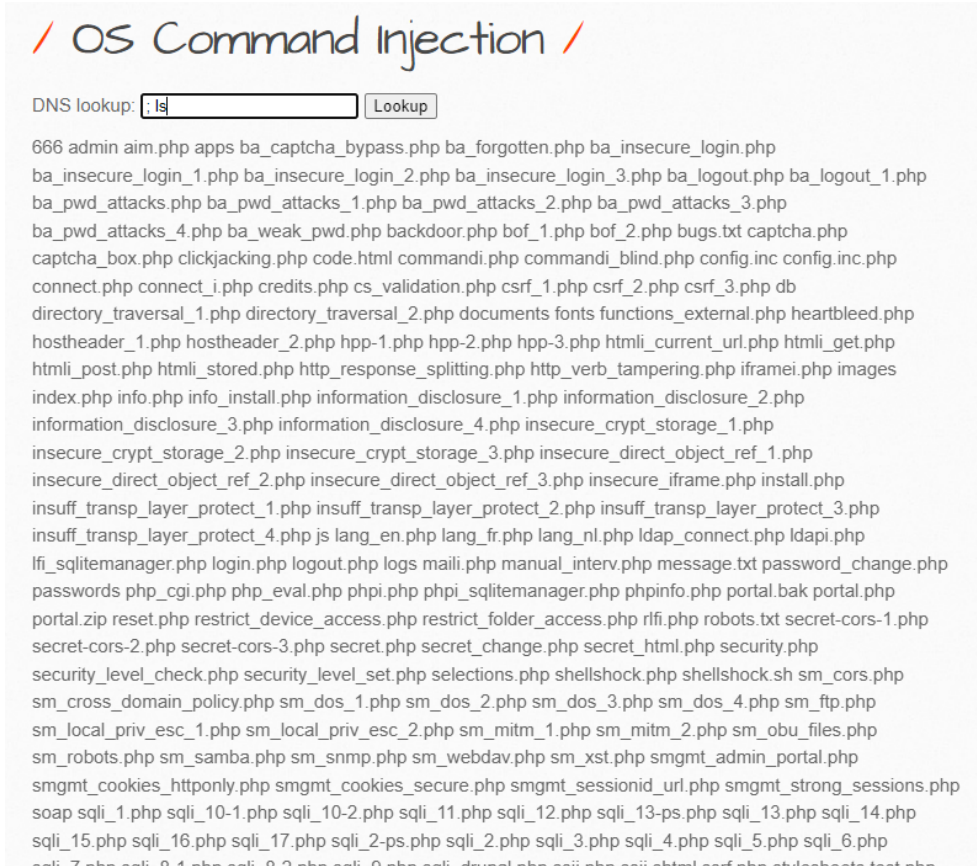 / OS Command Injection /
DNS lookup: ; ls Lookup
666 admin aim.php apps ba_captcha_bypass.php ba_forgotten.php ba_insecure_login.php
ba_insecure_login_1.php ba_insecure_login_2.php ba_insecure_login_3.php ba_logout.php ba_logout_1.php
ba_pwd_attacks.php ba_pwd_attacks_1.php ba_pwd_attacks_2.php ba_pwd_attacks_3.php
ba_pwd_attacks_4.php ba_weak_pwd.php backdoor.php bof_1.php bof_2.php bugs.txt captcha.php
captcha_box.php clickjacking.php code.html commandi.php commandi_blind.php config.inc config.inc.php
connect.php connect_i.php credits.php cs_validation.php csrf_1.php csrf_2.php csrf_3.php db
directory_traversal_1.php directory_traversal_2.php documents fonts functions_external.php heartbleed.php
hostheader_1.php hostheader_2.php hpp-1.php hpp-2.php hpp-3.php htmli_current_url.php htmli_get.php
htmli_post.php htmli_stored.php http_response_splitting.php http_verb_tampering.php iframei.php images
index.php info.php info_install.php information_disclosure_1.php information_disclosure_2.php
information_disclosure_3.php information_disclosure_4.php insecure_crypt_storage_1.php
insecure_crypt_storage_2.php insecure_crypt_storage_3.php insecure_direct_object_ref_1.php
insecure_direct_object_ref_2.php insecure_direct_object_ref_3.php insecure_iframe.php install.php
insuff_transp_layer_protect_1.php insuff_transp_layer_protect_2.php insuff_transp_layer_protect_3.php
insuff_transp_layer_protect_4.php js lang_en.php lang_fr.php lang_nl.php ldap_connect.php ldapi.php
lfi_sqlitemanager.php login.php logout.php logs maili.php manual_interv.php message.txt password_change.php
passwords php_cgi.php php_eval.php phpi.php phpi_sqlitemanager.php phpinfo.php portal.bak portal.php
portal.zip reset.php restrict_device_access.php restrict_folder_access.php rlfi.php robots.txt secret-cors-1.php
secret-cors-2.php secret-cors-3.php secret.php secret_change.php secret_html.php security.php
security_level_check.php security_level_set.php selections.php shellshock.php shellshock.sh sm_cors.php
sm_cross_domain_policy.php sm_dos_1.php sm_dos_2.php sm_dos_3.php sm_dos_4.php sm_ftp.php
sm_local_priv_esc_1.php sm_local_priv_esc_2.php sm_mitm_1.php sm_mitm_2.php sm_obu_files.php
sm_robots.php sm_samba.php sm_snmp.php sm_webdav.php sm_xst.php smgmt_admin_portal.php
smgmt_cookies_httponly.php smgmt_cookies_secure.php smgmt_sessionid_url.php smgmt_strong_sessions.php
soap sqli_1.php sqli_10-1.php sqli_10-2.php sqli_11.php sqli_12.php sqli_13-ps.php sqli_13.php sqli_14.php
sqli_15.php sqli_16.php sqli_17.php sqli_2-ps.php sqli_2.php sqli_3.php sqli_4.php sqli_5.php sqli_6.php